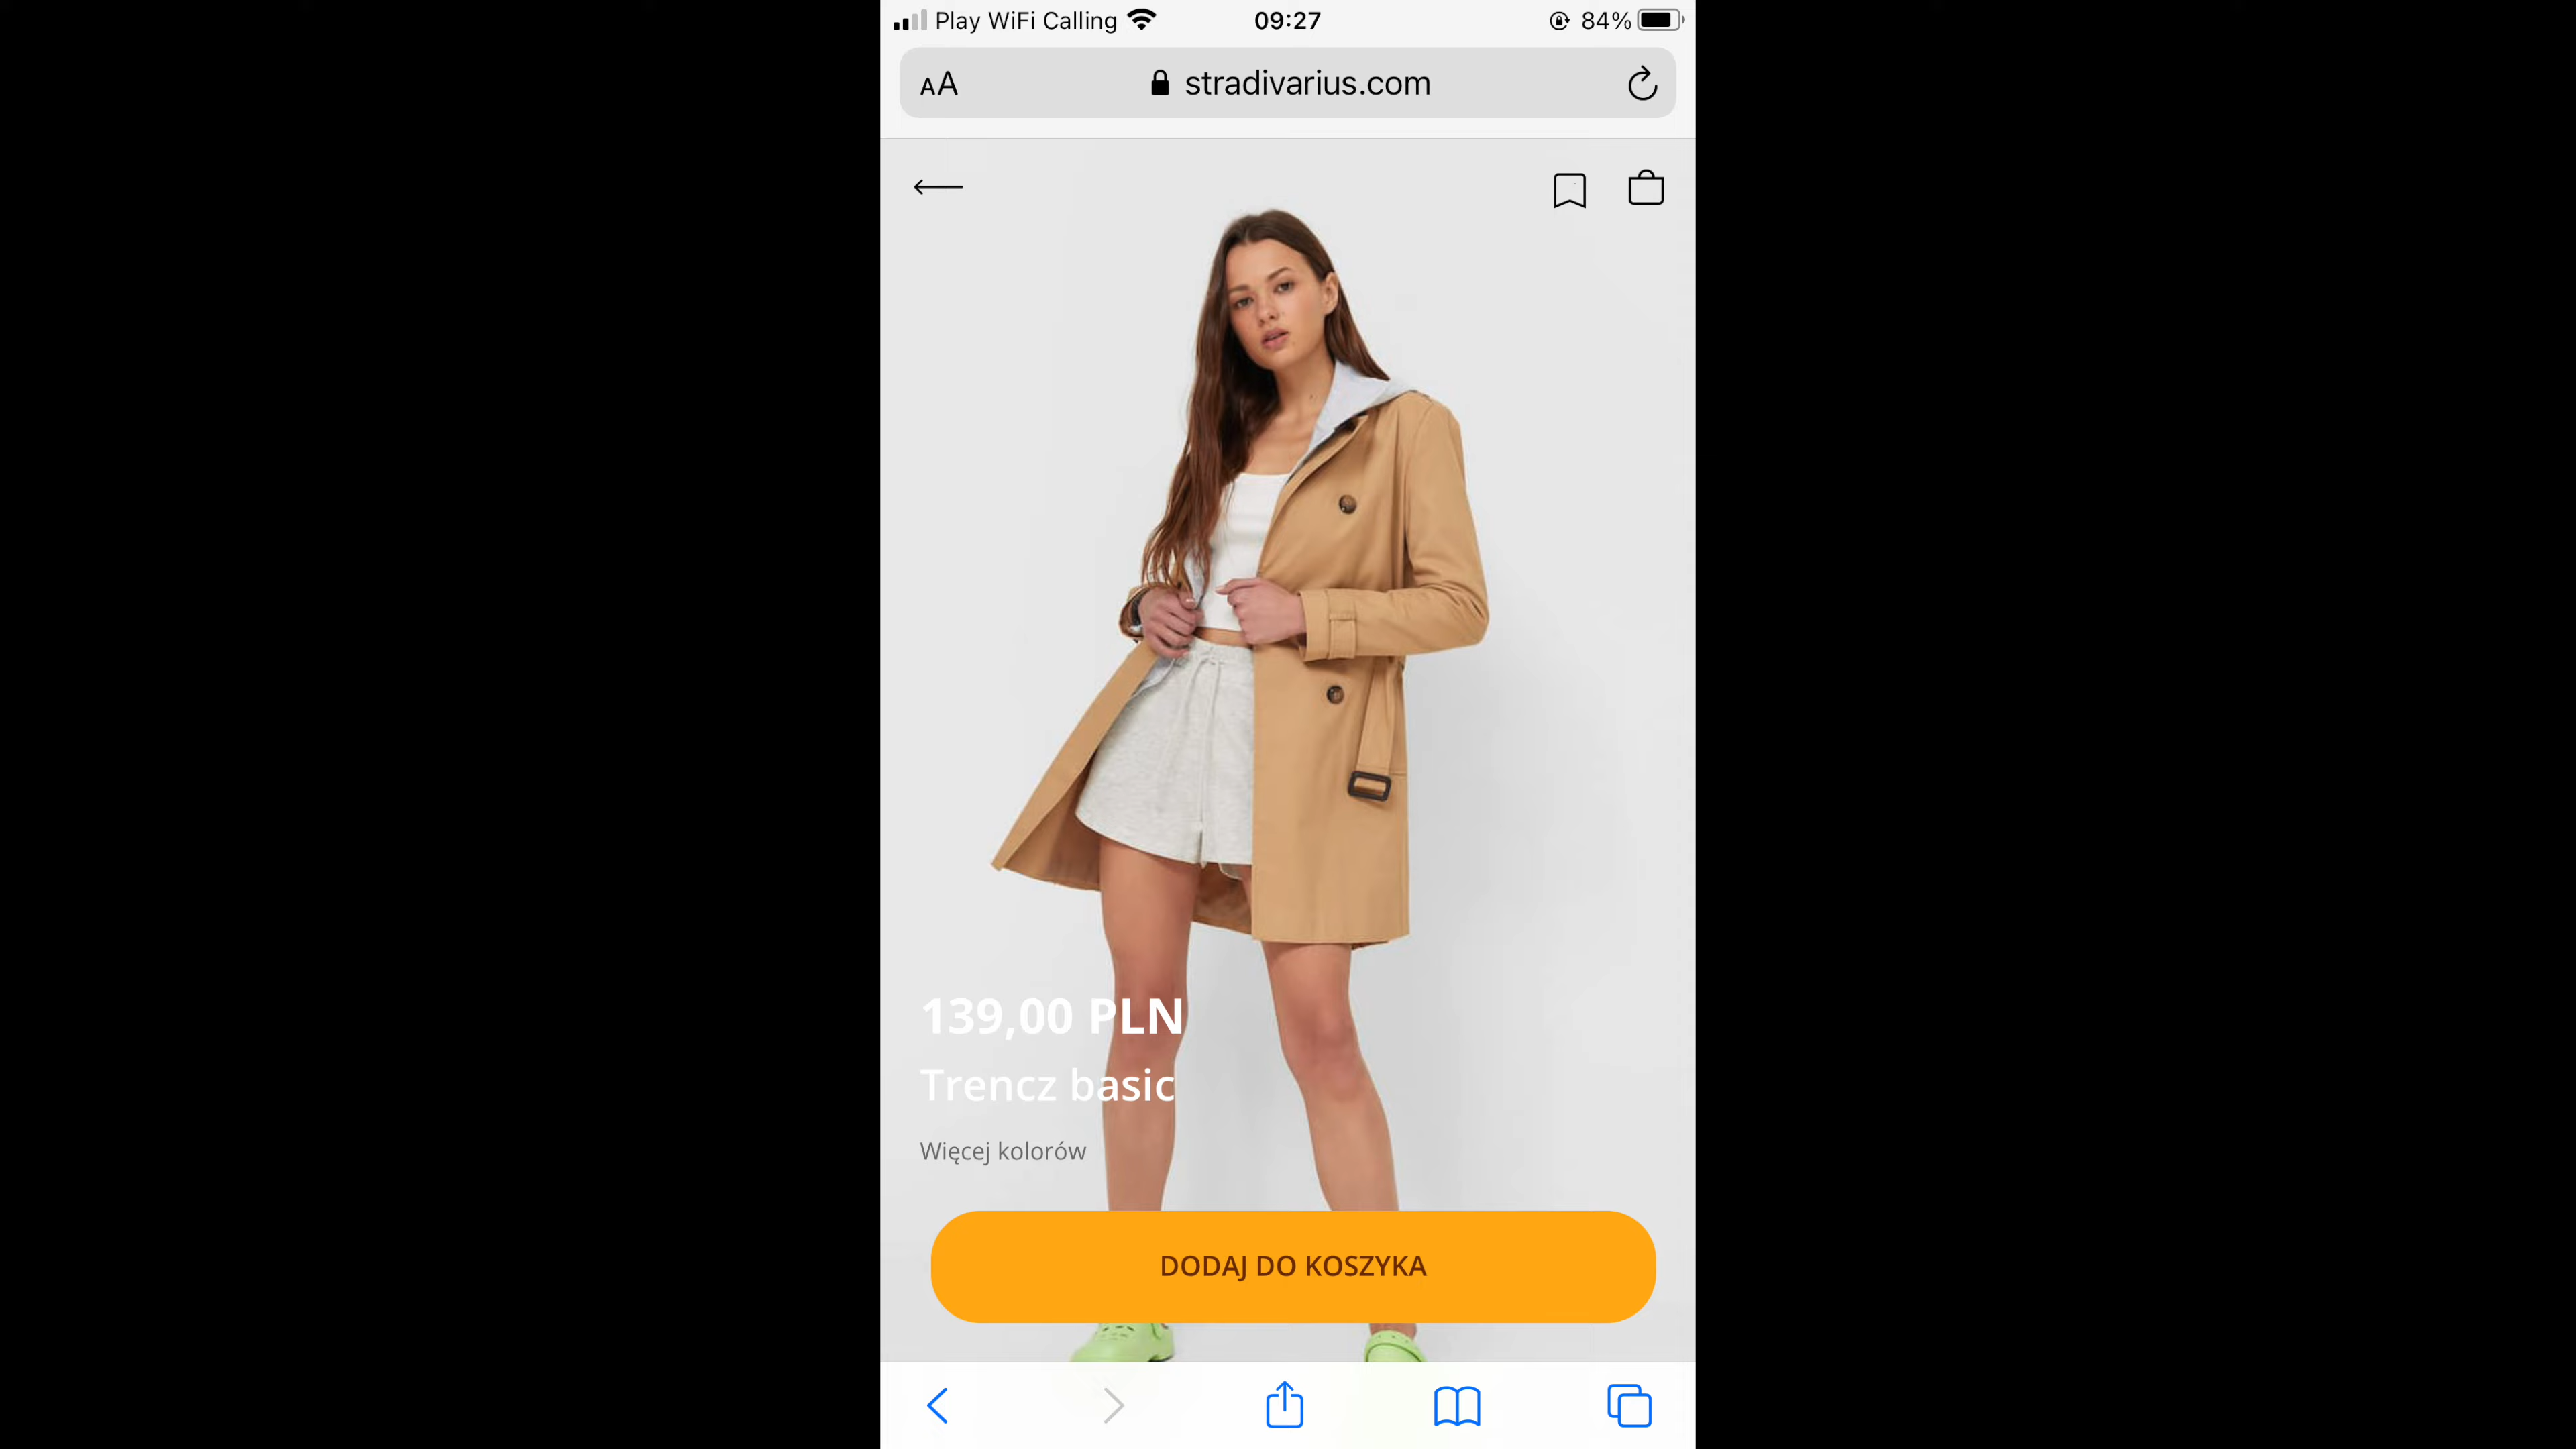 Play WiFi Calling 09:27 84%
AA stradivarius.com
139,00 PLN
Trencz basic
Więcej kolorów
DODAJ DO KOSZYKA